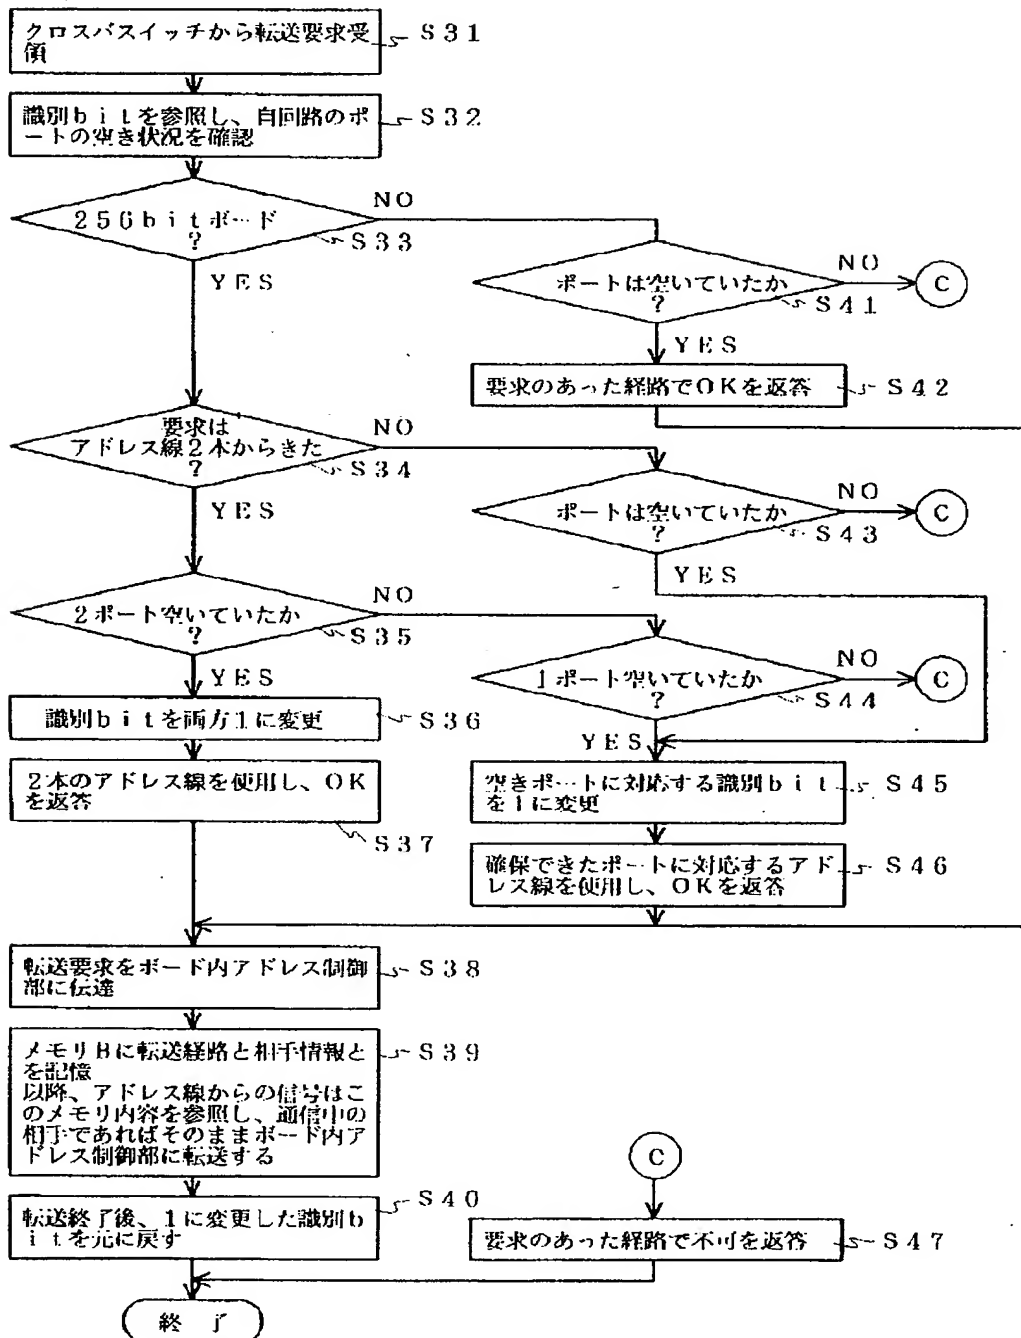 クロスバスイッチから転送要求受
領
S31
識別bitを参照し、自回路のポ
ートの空き状況を確認
S32
256bitボード
?
S33
NO
YES
ポートは空いていたか
?
S41
NO
C
YES
要求のあった経路でOKを返答
S42
要求は
アドレス線2本からきた
?
S34
NO
YES
ポートは空いていたか
?
S43
NO
C
YES
2ポート空いていたか
?
S35
NO
YES
1ポート空いていたか
?
S44
NO
C
YES
識別bitを両方1に変更
S36
2本のアドレス線を使用し、OK
を返答
S37
空きポートに対応する識別bit
を1に変更
S45
確保できたポートに対応するアド
レス線を使用し、OKを返答
S46
転送要求をボード内アドレス制御
部に伝達
S38
メモリBに転送経路と相手情報と
を記憶
以降、アドレス線からの信号はこ
のメモリ内容を参照し、通信中の
相手であればそのままボード内ア
ドレス制御部に転送する
S39
転送終了後、1に変更した識別b
itを元に戻す
S40
C
要求のあった経路で不可を返答
S47
終了